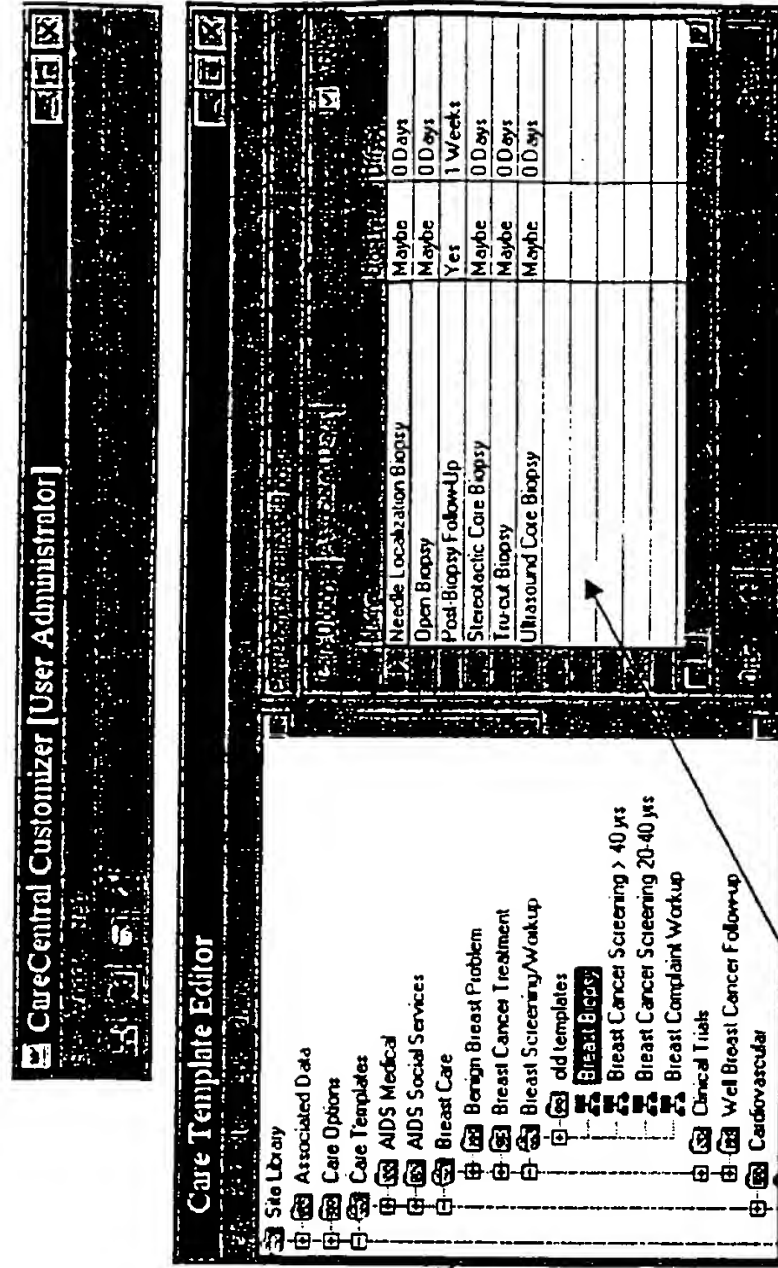 CareCentral Customizer [User Administrator]
Care Template Editor
Site Library
Associated Data
Care Options
Care Templates
AIDS Medical
AIDS Social Services
Breast Care
Benign Breast Problem
Breast Cancer Treatment
Breast Screening/Workup
old templates
Breast Biopsy
Breast Cancer Screening > 40 yrs
Breast Cancer Screening 20-40 yrs
Breast Complaint Workup
Clinical Trials
Well Breast Cancer Follow-up
Cardiovascular
Needle Localization Biopsy Maybe 0 Days
Open Biopsy Maybe 0 Days
Post-Biopsy Follow-Up Yes 1 Weeks
Stereotactic Core Biopsy Maybe 0 Days
Tru-cut Biopsy Maybe 0 Days
Ultrasound Core Biopsy Maybe 0 Days